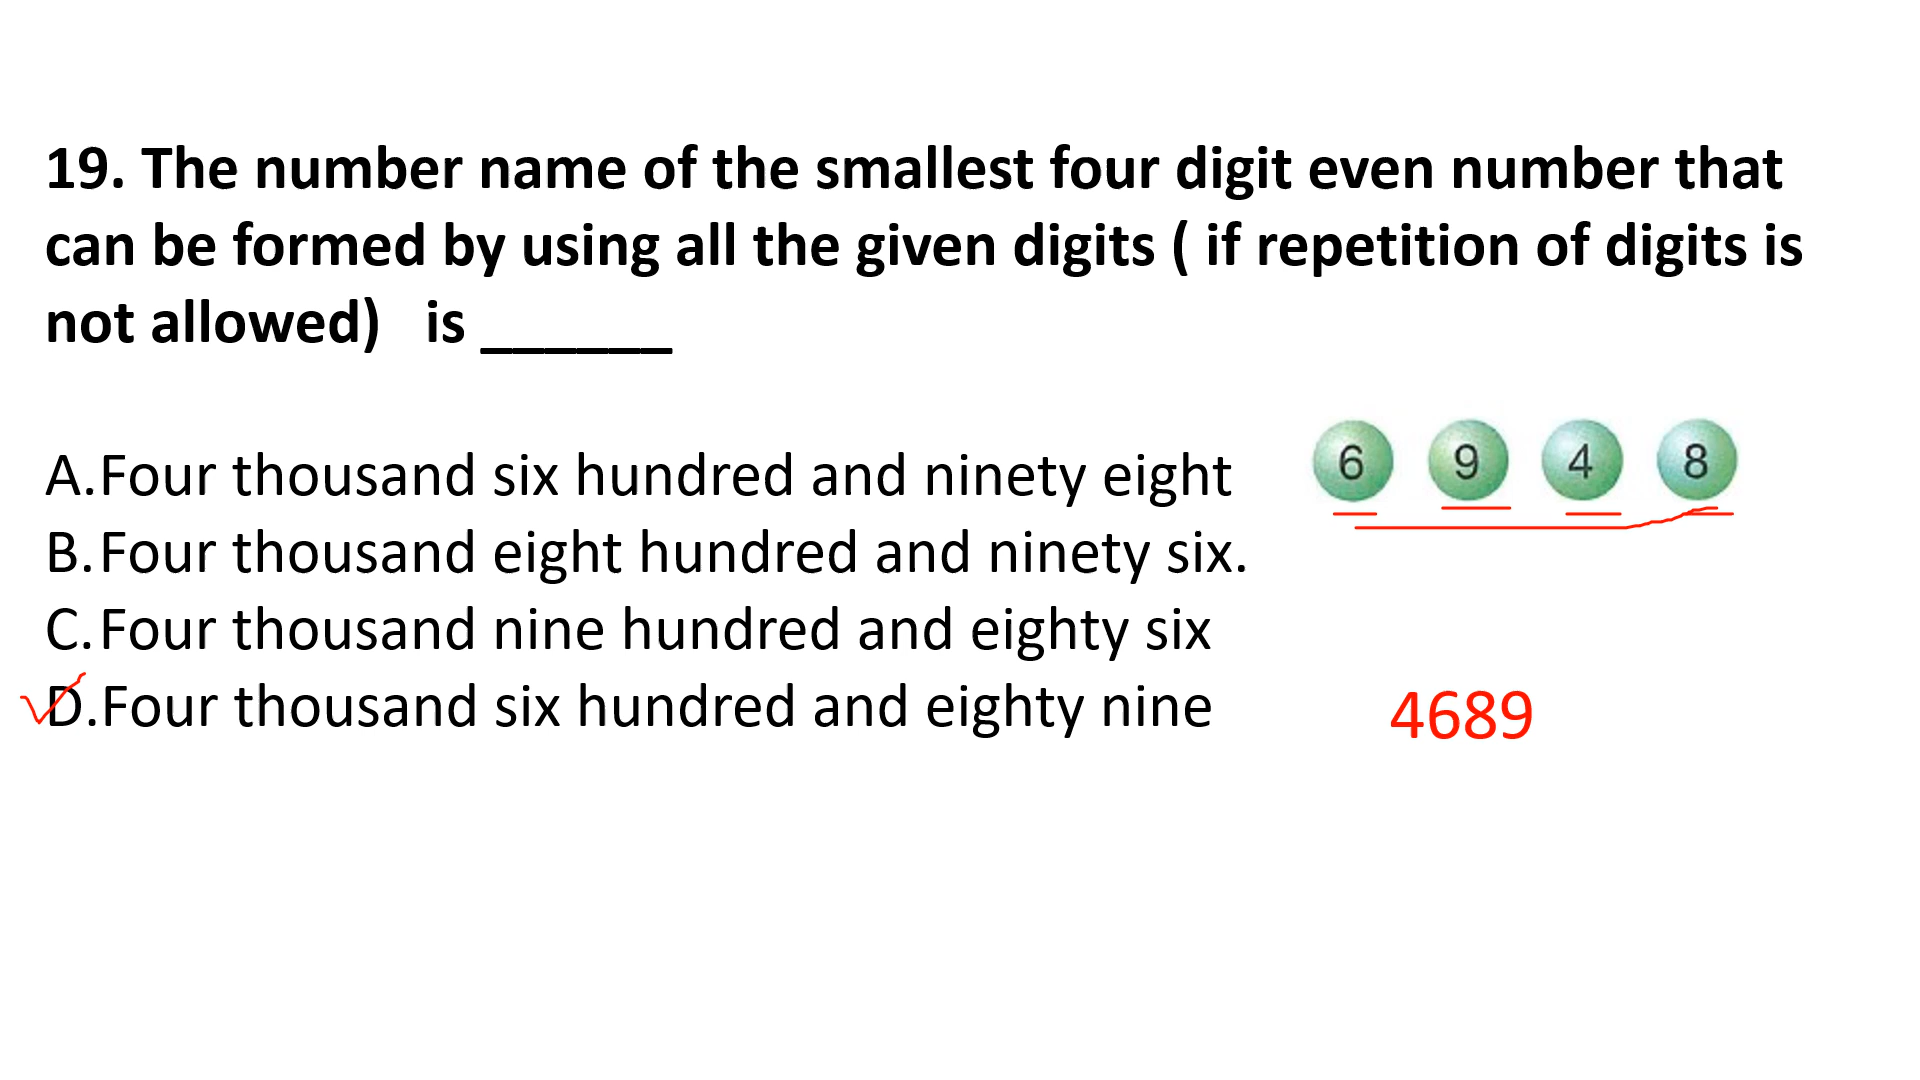 19. The number name of the smallest four digit even number that
can be formed by using all the given digits ( if repetition of digits is
not allowed)   is ______
6 9 4 8
A.Four thousand six hundred and ninety eight
B.Four thousand eight hundred and ninety six.
C.Four thousand nine hundred and eighty six
D.Four thousand six hundred and eighty nine
4689